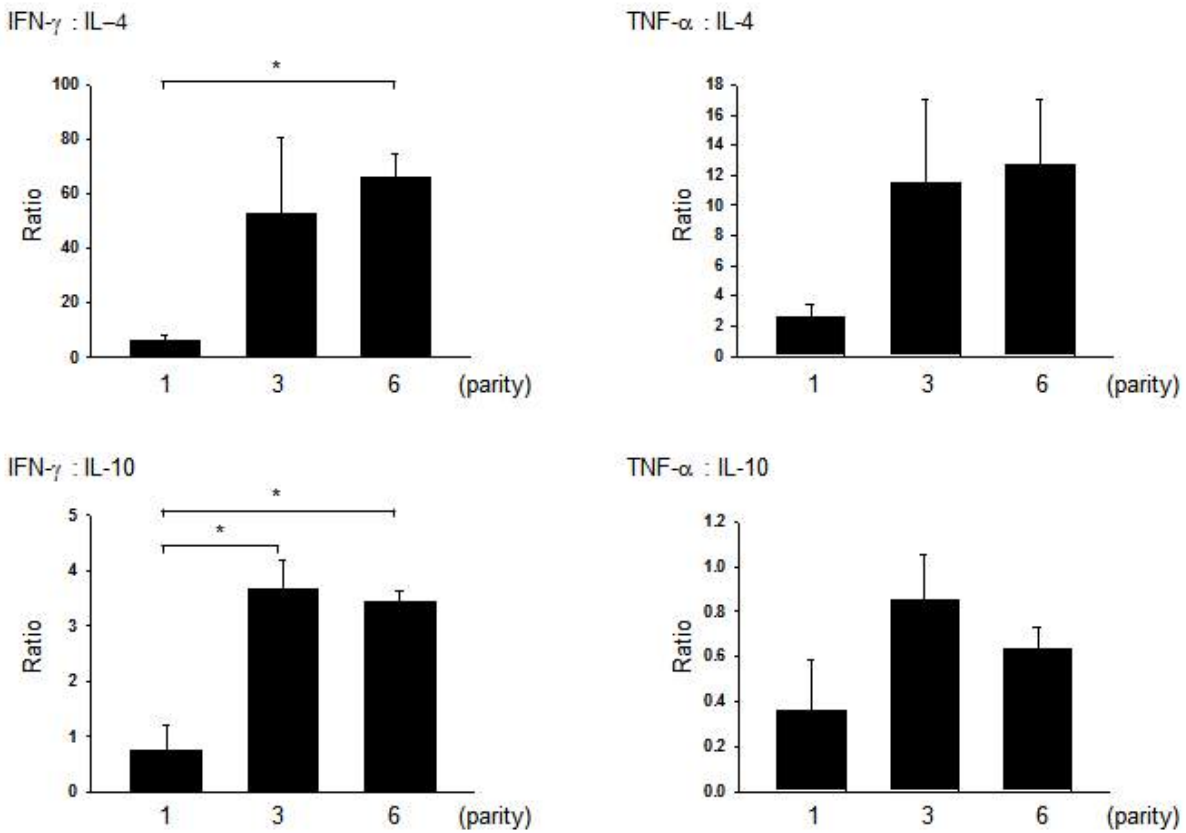 IFN-γ : IL–4
TNF-α : IL-4
*
100
80
60
40
20
0
Ratio
1 3 6 (parity)
18
16
14
12
10
8
6
4
2
0
Ratio
1 3 6 (parity)
IFN-γ : IL-10
TNF-α : IL-10
*
*
5
4
3
2
1
0
Ratio
1 3 6 (parity)
1.2
1.0
0.8
0.6
0.4
0.2
0.0
Ratio
1 3 6 (parity)